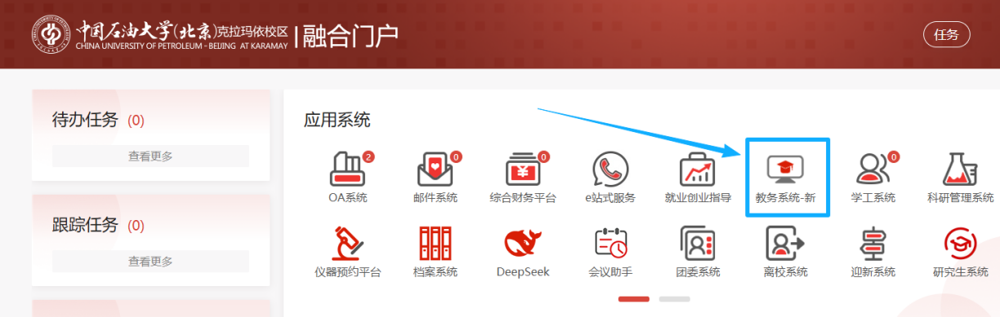 中国石油大学(北京)克拉玛依校区 | 融合门户
CHINA UNIVERSITY OF PETROLEUM - BEIJING AT KARAMAY
任务
待办任务 (0)
查看更多
跟踪任务 (0)
查看更多
应用系统
2 0 0 0
OA系统 邮件系统 综合财务平台 e站式服务 就业创业指导 教务系统-新 学工系统 科研管理系统
仪器预约平台 档案系统 DeepSeek 会议助手 团委系统 离校系统 迎新系统 研究生系统